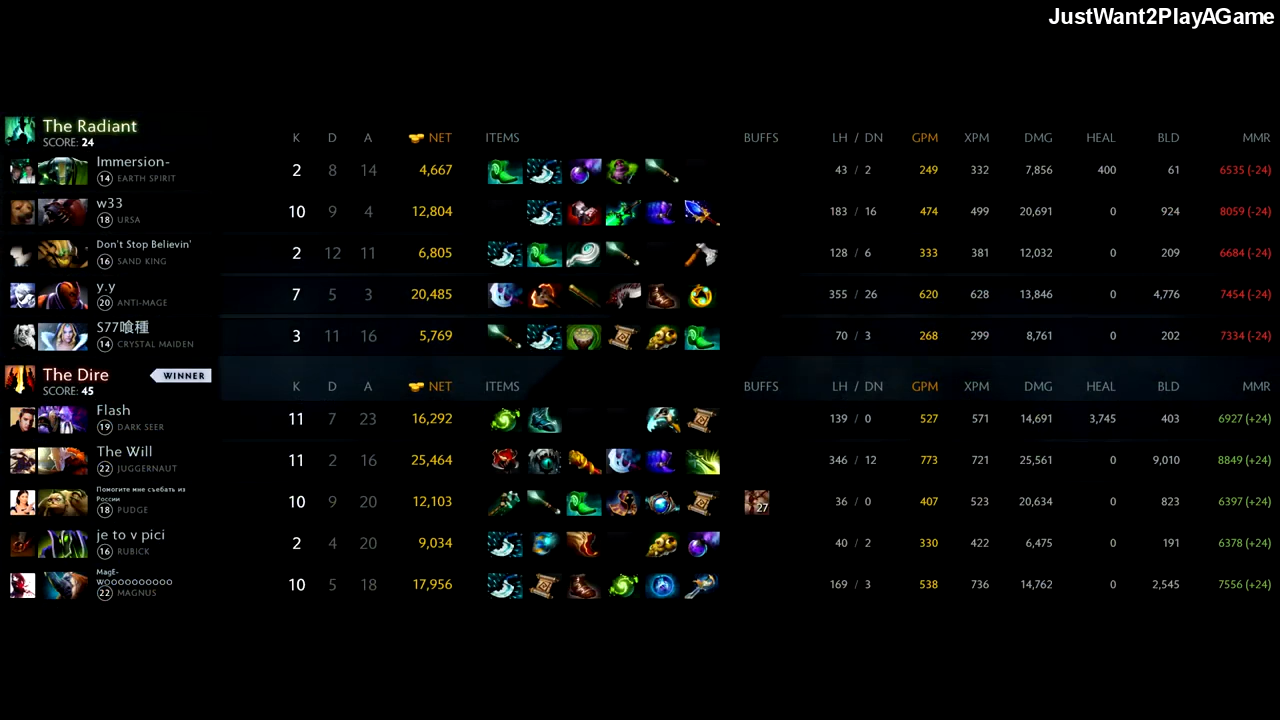 JustWant2PlayAGame
The Radiant
SCORE: 24
K D A NET ITEMS BUFFS LH / DN GPM XPM DMG HEAL BLD MMR
Immersion-
14 EARTH SPIRIT
2 8 14 4,667 43 / 2 249 332 7,856 400 61 6535 (-24)
w33
18 URSA
10 9 4 12,804 183 / 16 474 499 20,691 0 924 8059 (-24)
Don't Stop Believin'
16 SAND KING
2 12 11 6,805 128 / 6 333 381 12,032 0 209 6684 (-24)
y.y
20 ANTI-MAGE
7 5 3 20,485 355 / 26 620 628 13,846 0 4,776 7454 (-24)
S77喰種
14 CRYSTAL MAIDEN
3 11 16 5,769 70 / 3 268 299 8,761 0 202 7334 (-24)
The Dire
WINNER
SCORE: 45
K D A NET ITEMS BUFFS LH / DN GPM XPM DMG HEAL BLD MMR
Flash
19 DARK SEER
11 7 23 16,292 139 / 0 527 571 14,691 3,745 403 6927 (+24)
The Will
22 JUGGERNAUT
11 2 16 25,464 346 / 12 773 721 25,561 0 9,010 8849 (+24)
Помогите мне съебать из
России
18 PUDGE
10 9 20 12,103 27 36 / 0 407 523 20,634 0 823 6397 (+24)
je to v pici
16 RUBICK
2 4 20 9,034 40 / 2 330 422 6,475 0 191 6378 (+24)
MagE-
woooooooooo
22 MAGNUS
10 5 18 17,956 169 / 3 538 736 14,762 0 2,545 7556 (+24)